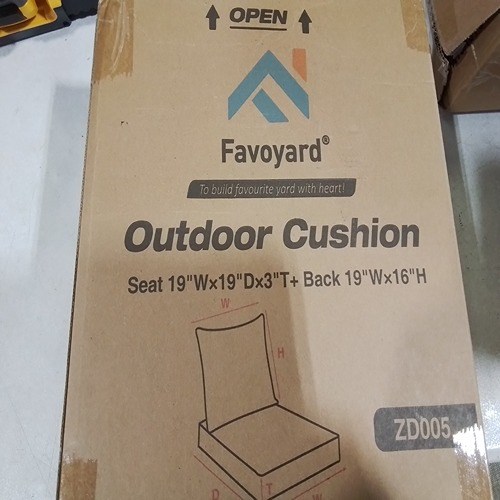 OPEN
Favoyard®
To build favourite yard with heart!
Outdoor Cushion
Seat 19"W×19"D×3"T+ Back 19"W×16"H
W
H
ZD005
D
T
W